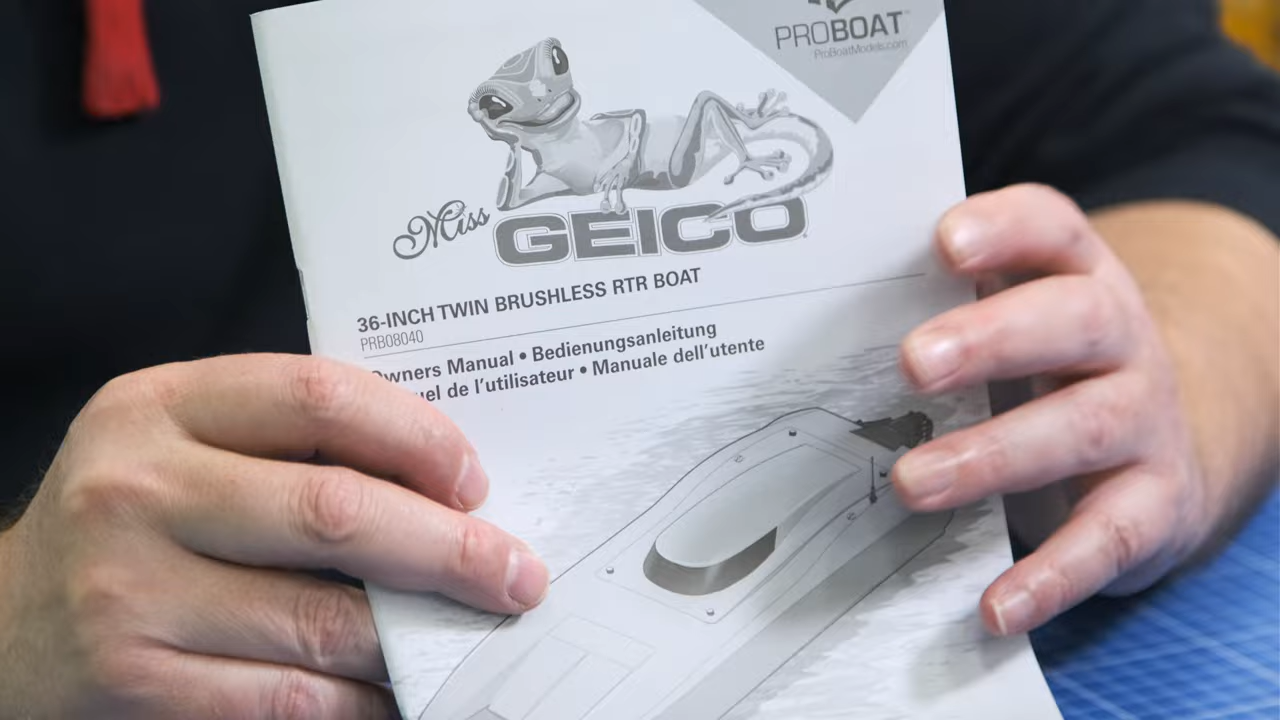 PROBOAT™
ProBoatModels.com
Miss
GEICO
36-INCH TWIN BRUSHLESS RTR BOAT
PRB08040
Owners Manual • Bedienungsanleitung
uel de l'utilisateur • Manuale dell'utente